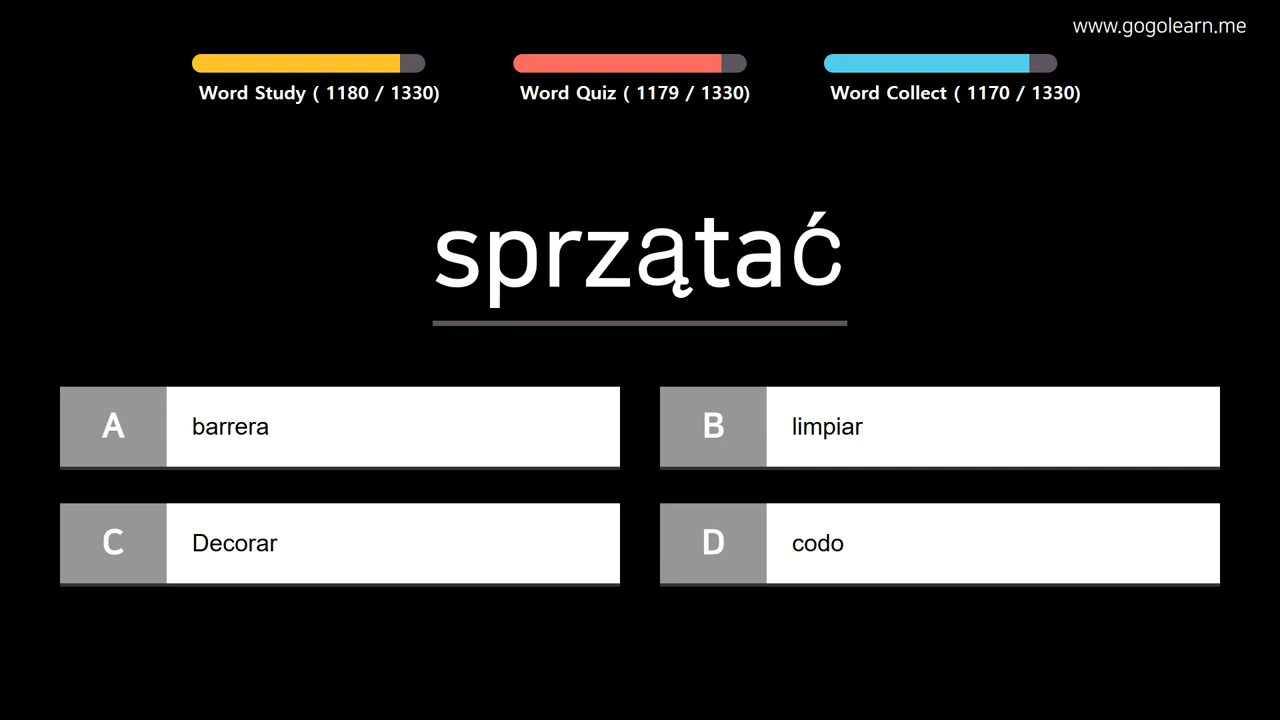 www.gogolearn.me
Word Study ( 1180 / 1330)
Word Quiz ( 1179 / 1330)
Word Collect ( 1170 / 1330)
sprzątać
A barrera
B limpiar
C Decorar
D codo